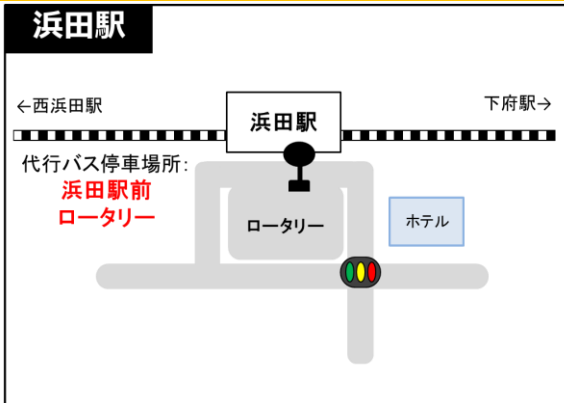 浜田駅
←西浜田駅
下府駅→
浜田駅
代行バス停車場所:
浜田駅前
ロータリー
ロータリー
ホテル